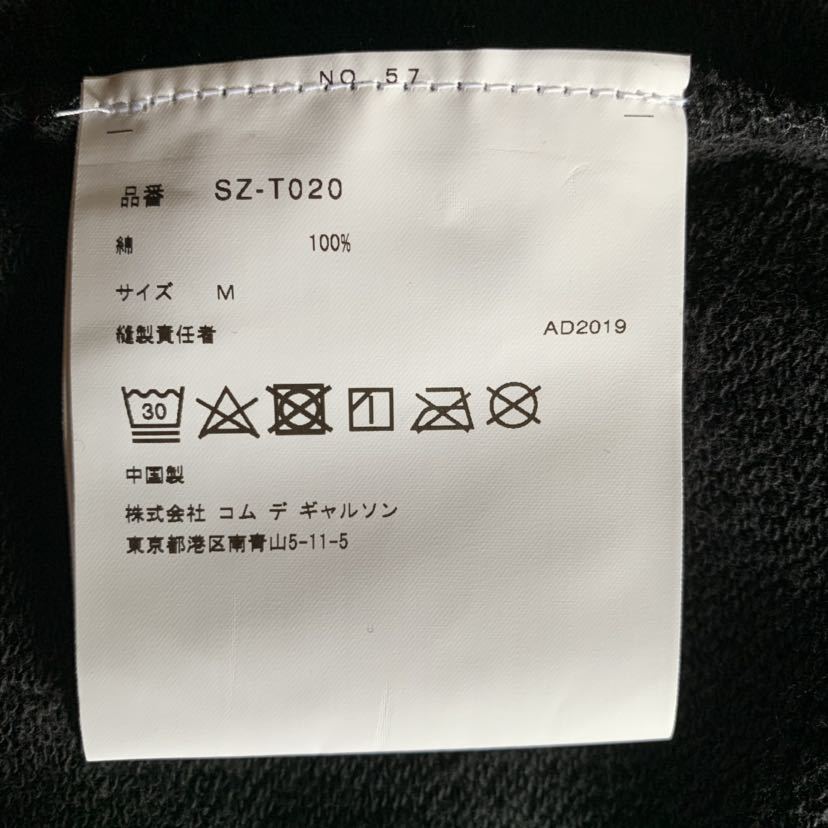 NO 57
品番 SZ-T020
綿 100%
サイズ M
縫製責任者 AD2019
30
中国製
株式会社 コム デ ギャルソン
東京都港区南青山5-11-5